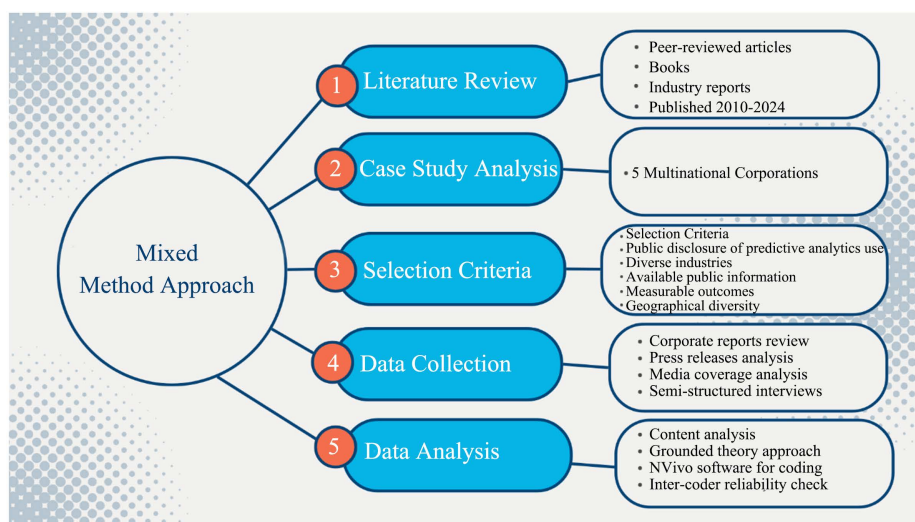 Mixed
Method Approach
1
Literature Review
• Peer-reviewed articles
• Books
• Industry reports
• Published 2010-2024
2
Case Study Analysis
• 5 Multinational Corporations
3
Selection Criteria
• Selection Criteria
• Public disclosure of predictive analytics use
• Diverse industries
• Available public information
• Measurable outcomes
• Geographical diversity
4
Data Collection
• Corporate reports review
• Press releases analysis
• Media coverage analysis
• Semi-structured interviews
5
Data Analysis
• Content analysis
• Grounded theory approach
• NVivo software for coding
• Inter-coder reliability check